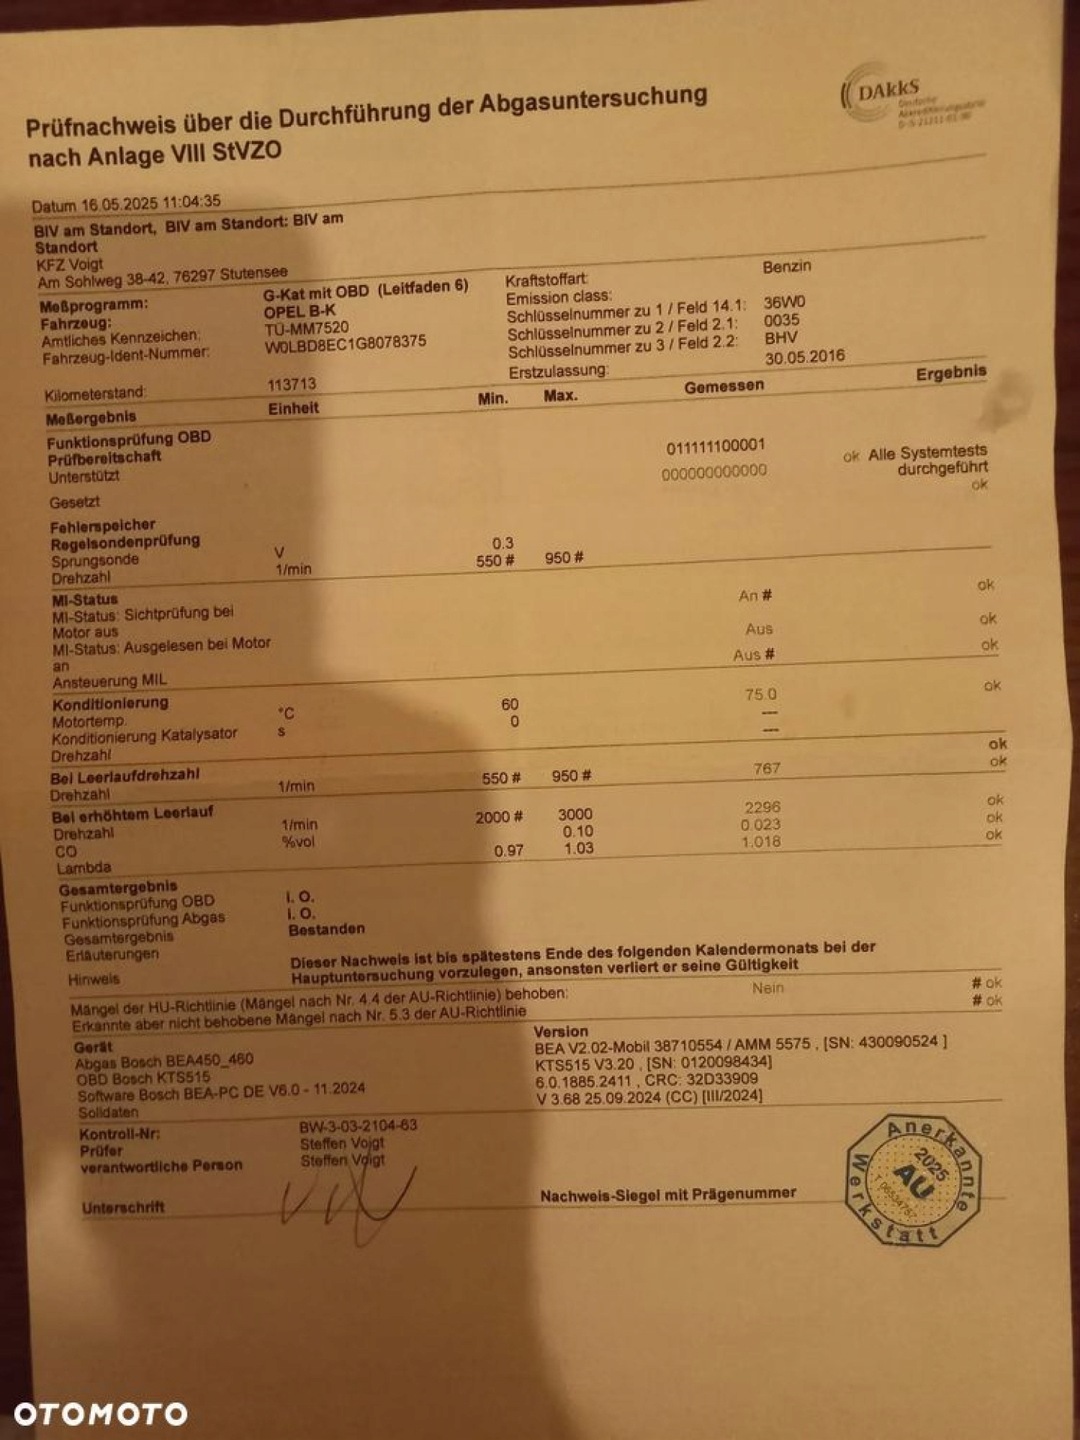 Prüfnachweis über die Durchführung der Abgasuntersuchung
nach Anlage VIII StVZO
DAkkS
Deutsche
Akkreditierungsstelle
Datum 16.05.2025 11:04:35
BIV am Standort, BIV am Standort: BIV am
Standort
KFZ Voigt
Am Sohlweg 38-42, 76297 Stutensee
Meßprogramm: G-Kat mit OBD (Leitfaden 6)
Fahrzeug: OPEL B-K
Amtliches Kennzeichen: TÜ-MM7520
Fahrzeug-Ident-Nummer: W0LBD8EC1G8078375
Kraftstoffart: Benzin
Emission class:
Schlüsselnummer zu 1 / Feld 14.1: 36W0
Schlüsselnummer zu 2 / Feld 2.1: 0035
Schlüsselnummer zu 3 / Feld 2.2: BHV
Erstzulassung: 30.05.2016
Kilometerstand: 113713
Meßergebnis Einheit Min. Max. Gemessen Ergebnis
Funktionsprüfung OBD
Prüfbereitschaft
Unterstützt 011111100001
Gesetzt 000000000000 ok Alle Systemtests
durchgeführt
Fehlerspeicher ok
Regelsondenprüfung
Sprungsonde V 0.3
Drehzahl 1/min 550 # 950 #
MI-Status
MI-Status: Sichtprüfung bei
Motor aus An # ok
MI-Status: Ausgelesen bei Motor
an Aus ok
Ansteuerung MIL Aus # ok
Konditionierung
Motortemp. °C 60 75.0 ok
Konditionierung Katalysator s 0 ---
Drehzahl ---
Bei Leerlaufdrehzahl ok
Drehzahl 1/min 550 # 950 # 767 ok
Bei erhöhtem Leerlauf
Drehzahl 1/min 2000 # 3000 2296 ok
CO %vol 0.10 0.023 ok
Lambda 0.97 1.03 1.018 ok
Gesamtergebnis
Funktionsprüfung OBD I. O.
Funktionsprüfung Abgas I. O.
Gesamtergebnis Bestanden
Erläuterungen
Hinweis Dieser Nachweis ist bis spätestens Ende des folgenden Kalendermonats bei der
Hauptuntersuchung vorzulegen, ansonsten verliert er seine Gültigkeit
Mängel der HU-Richtlinie (Mängel nach Nr. 4.4 der AU-Richtlinie) behoben: Nein # ok
Erkannte aber nicht behobene Mängel nach Nr. 5.3 der AU-Richtlinie # ok
Gerät Version
Abgas Bosch BEA450_460 BEA V2.02-Mobil 38710554 / AMM 5575 , [SN: 430090524 ]
OBD Bosch KTS515 KTS515 V3.20 , [SN: 0120098434]
Software Bosch BEA-PC DE V6.0 - 11.2024 6.0.1885.2411 , CRC: 32D33909
Solldaten V 3.68 25.09.2024 (CC) [III/2024]
Kontroll-Nr: BW-3-03-2104-63
Prüfer Steffen Voigt
verantwortliche Person Steffen Voigt
Unterschrift
Nachweis-Siegel mit Prägenummer
Anerkannte
Werkstatt
2025
AU
OTOMOTO